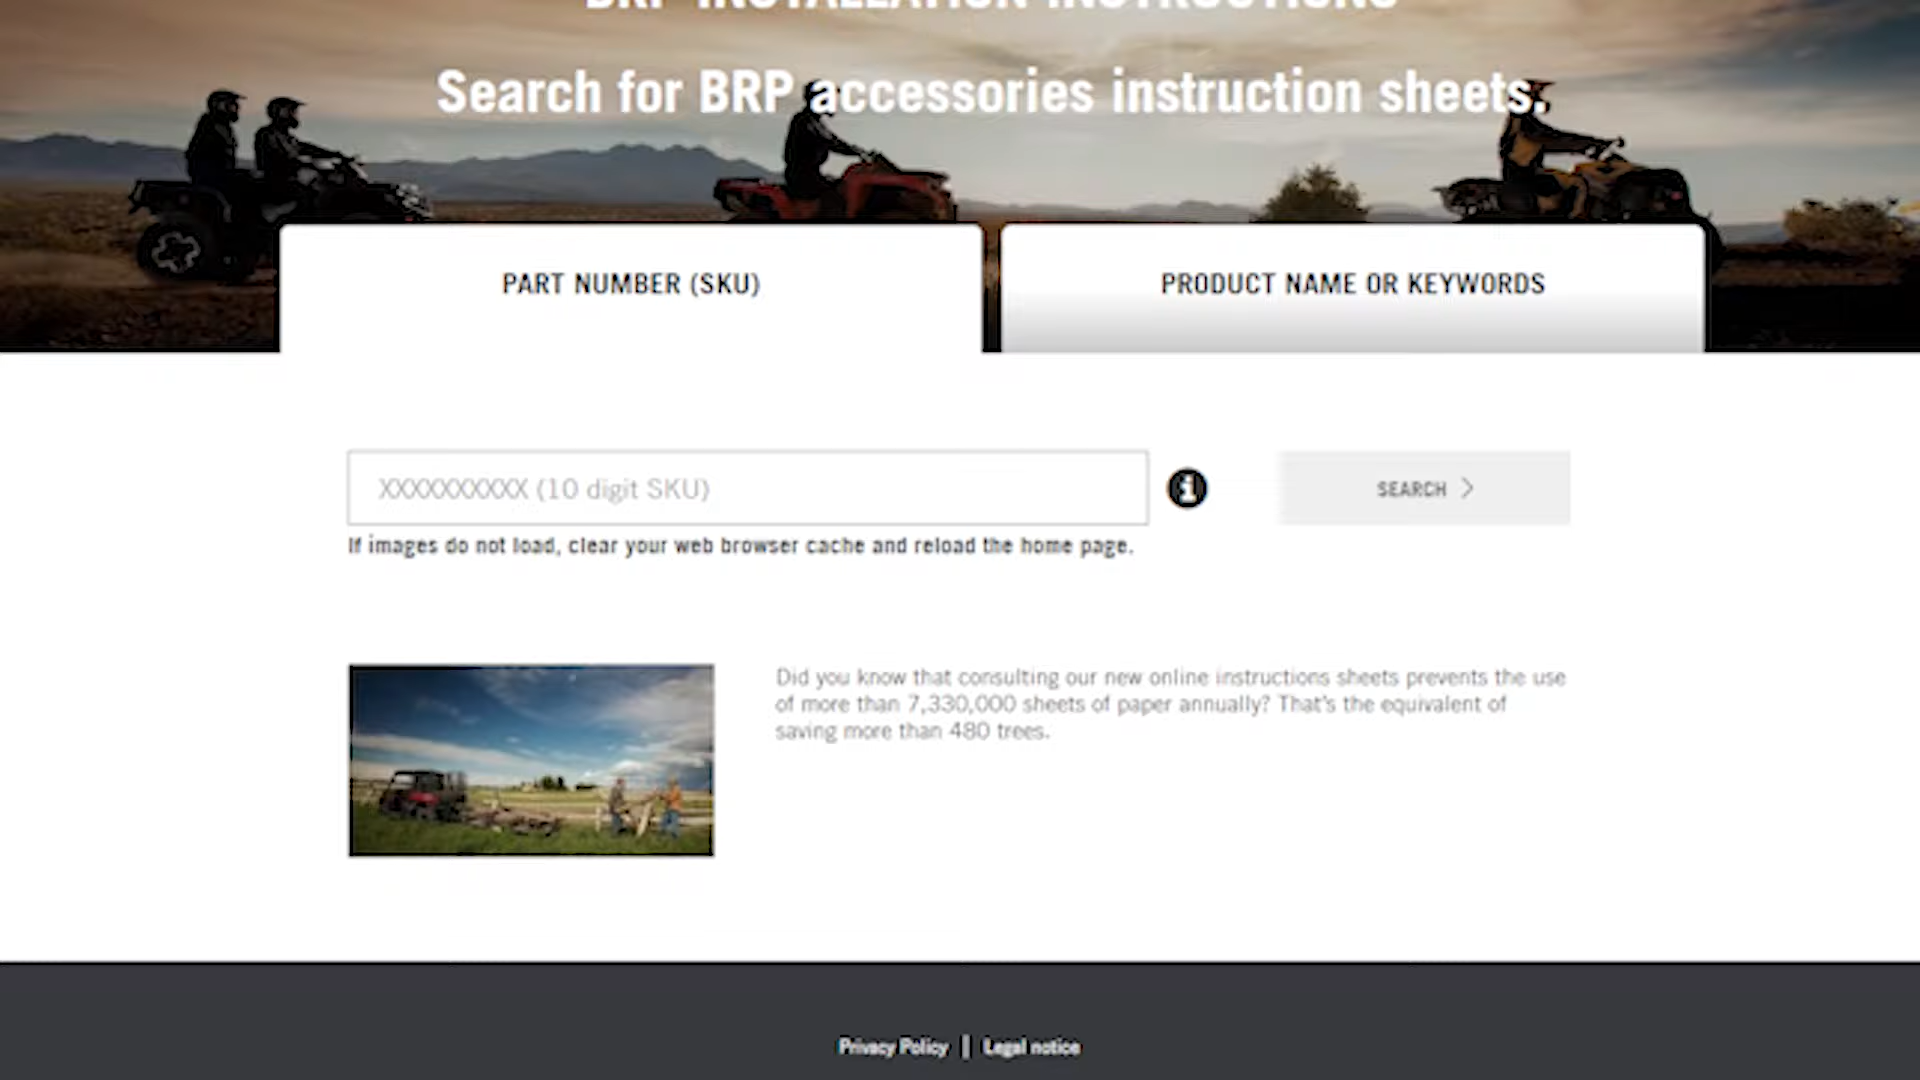 BRP INSTALLATION INSTRUCTIONS
Search for BRP accessories instruction sheets.
PART NUMBER (SKU)
PRODUCT NAME OR KEYWORDS
XXXXXXXXXX (10 digit SKU)
SEARCH
If images do not load, clear your web browser cache and reload the home page.
Did you know that consulting our new online instructions sheets prevents the use
of more than 7,330,000 sheets of paper annually? That's the equivalent of
saving more than 480 trees.
Privacy Policy | Legal notice